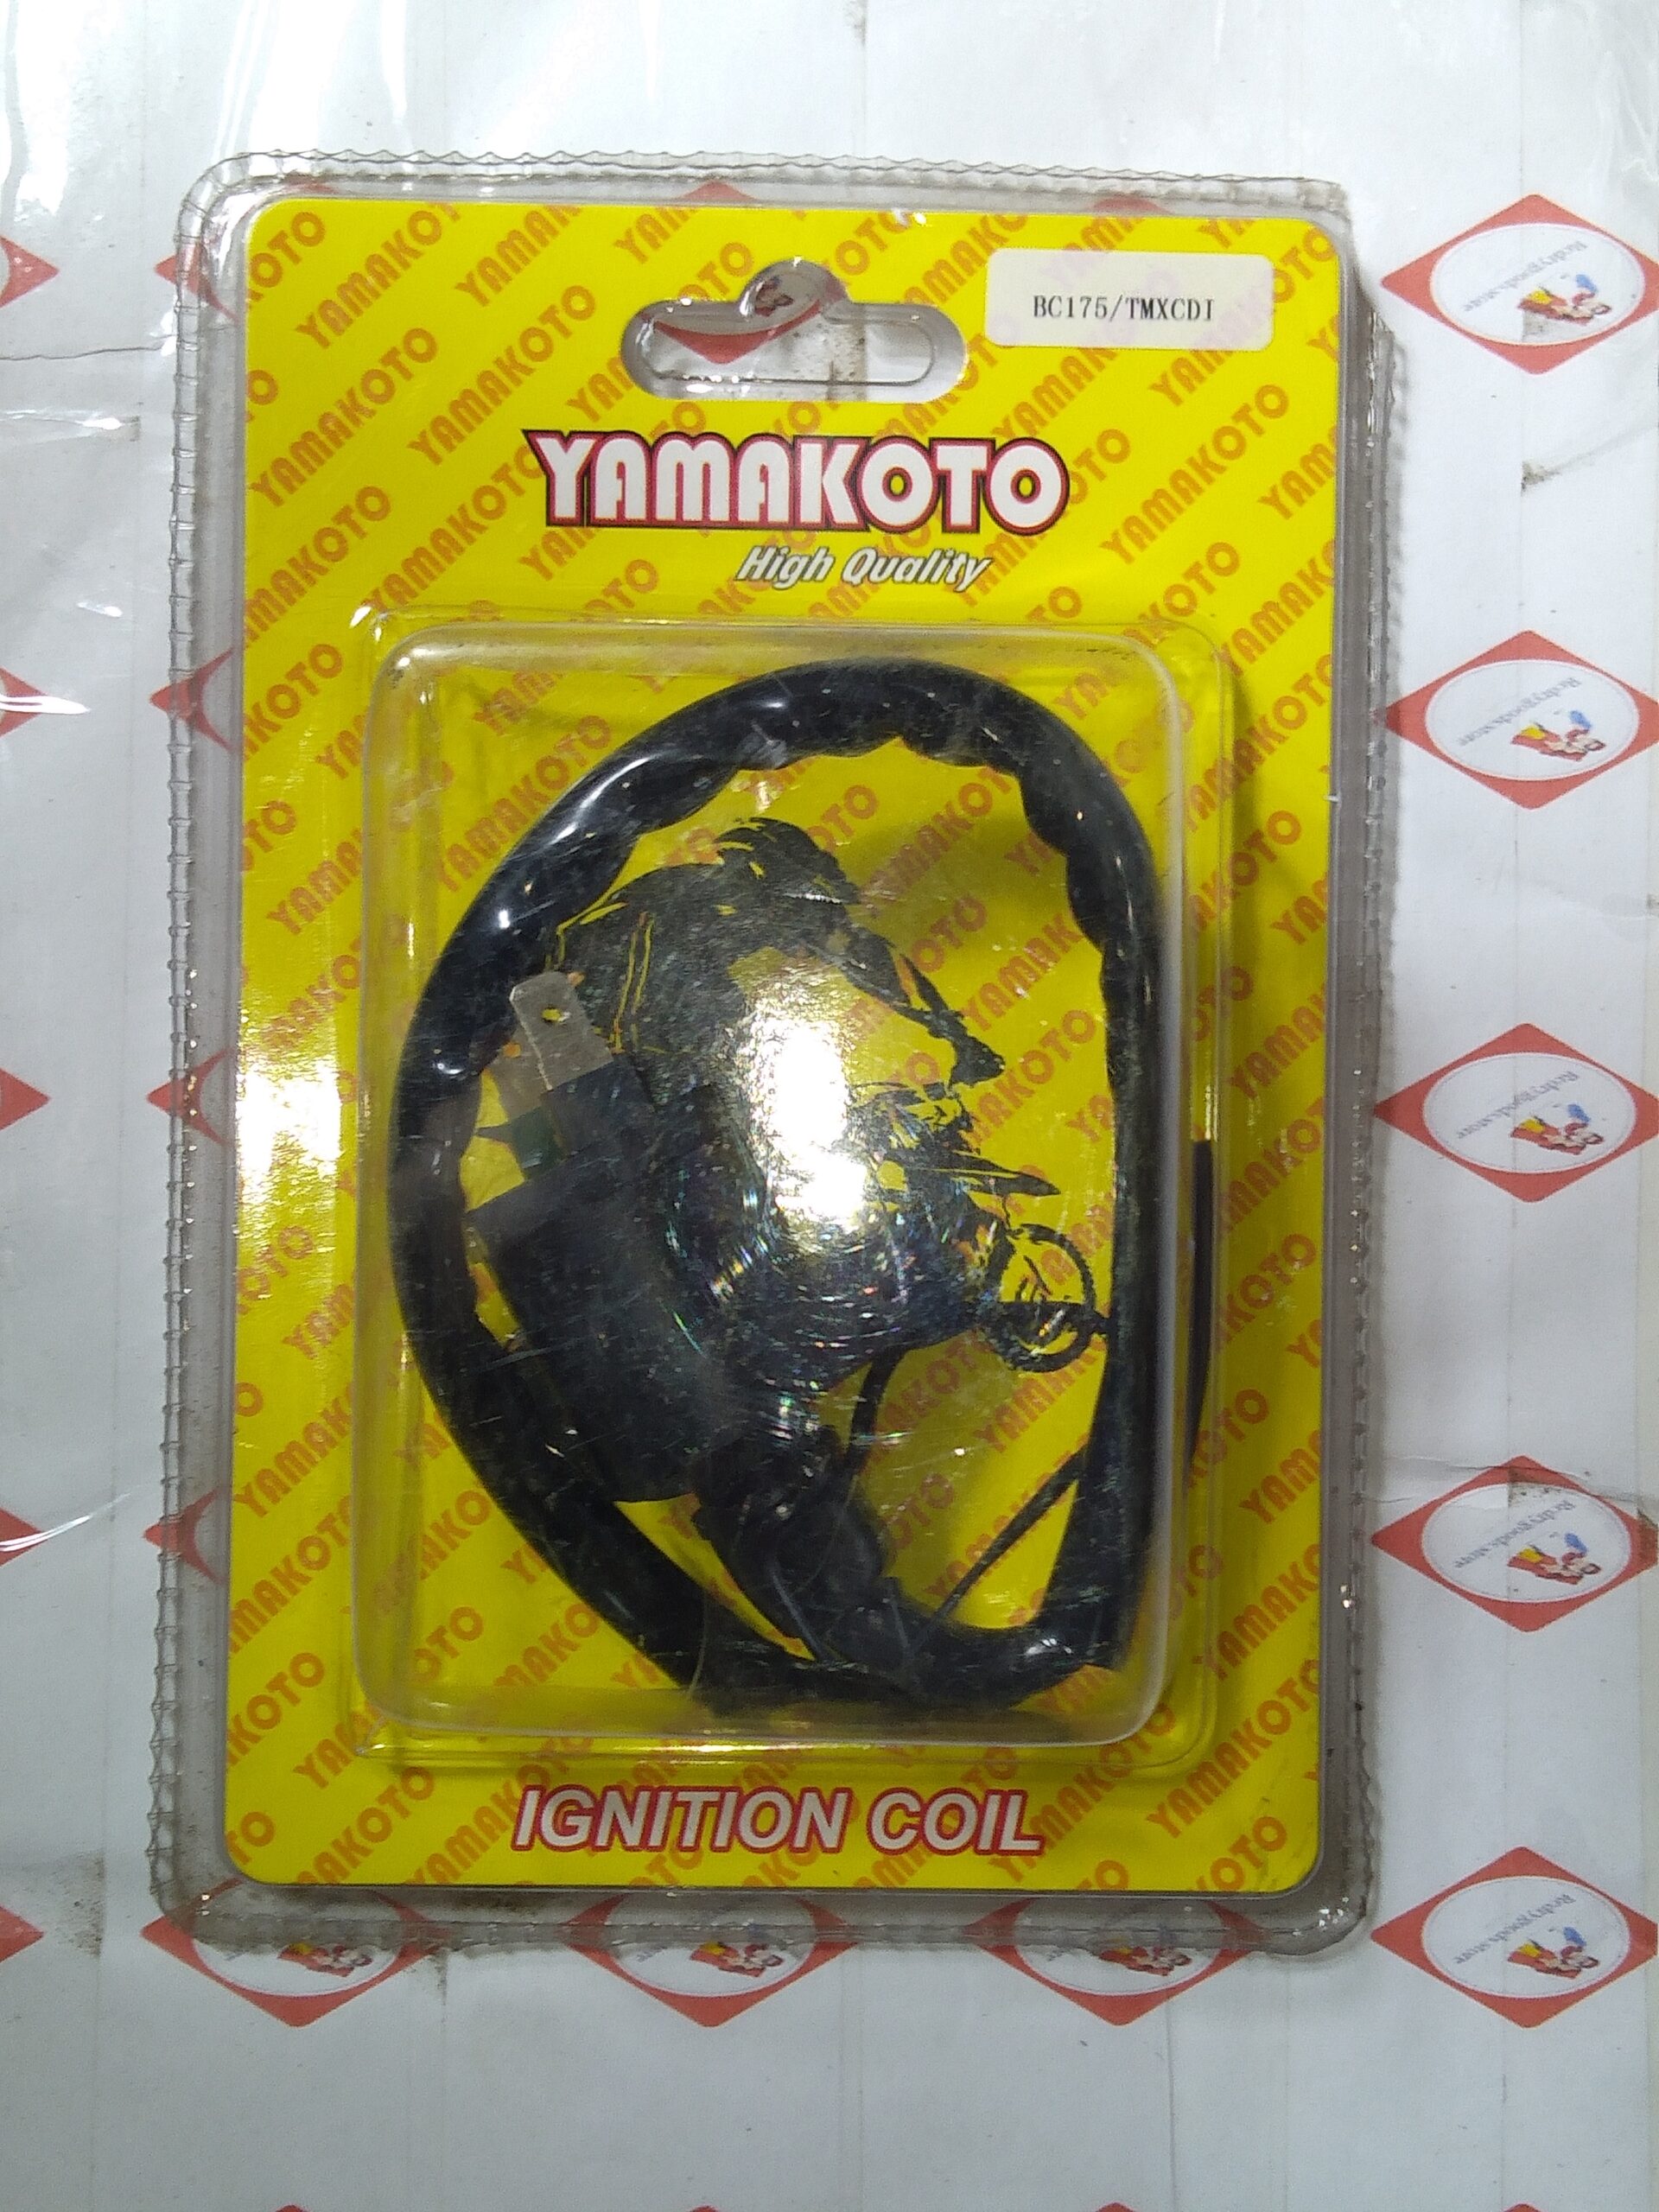 BC175/TMXCDI
YAMAKOTO
High Quality
IGNITION COIL